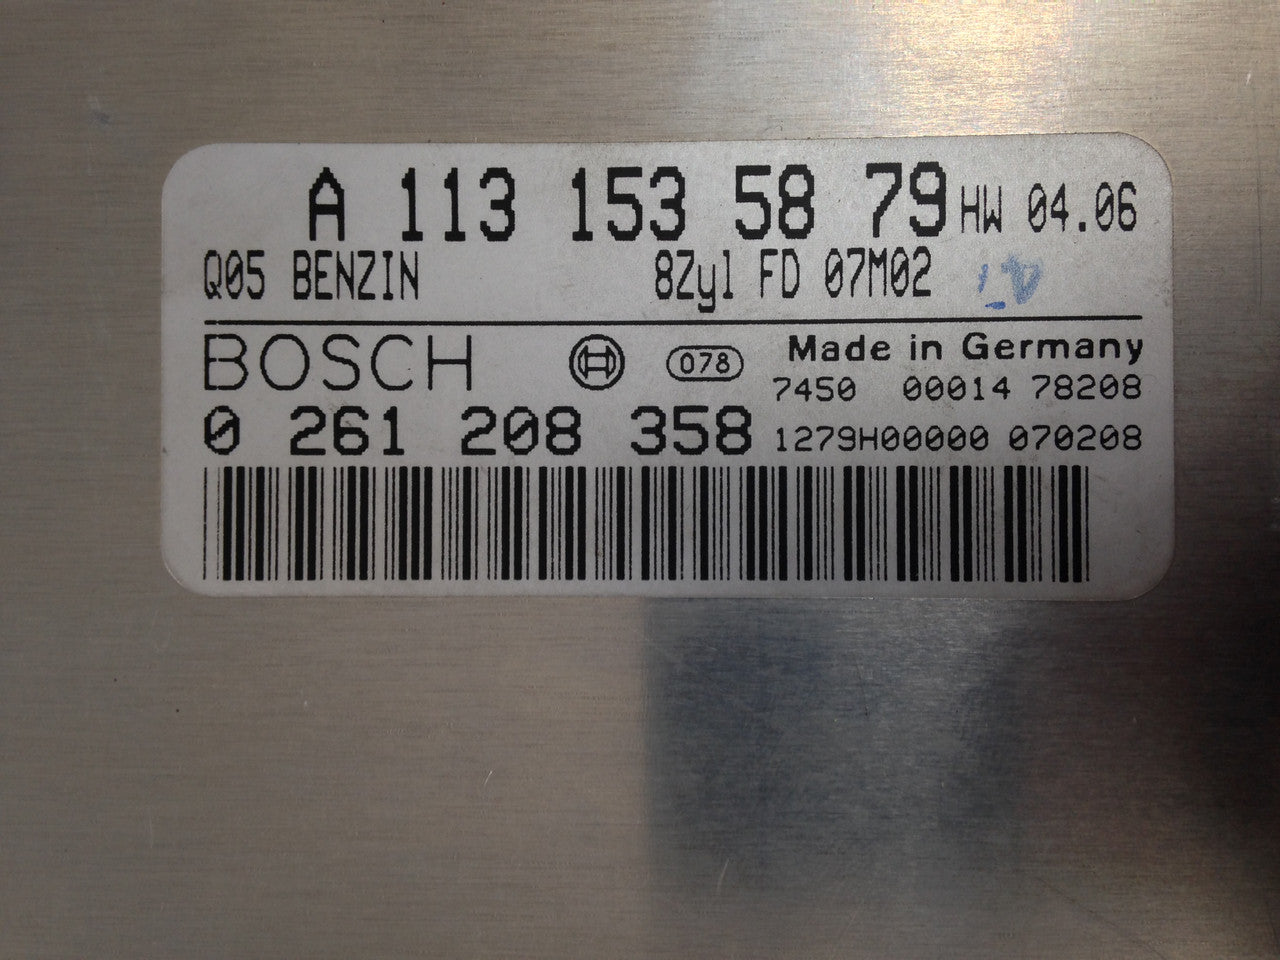 A 113 153 58 79 HW 04.06
Q05 BENZIN 8Zyl FD 07M02
BOSCH 078 Made in Germany
7450 00014 78208
0 261 208 358 1279H00000 070208